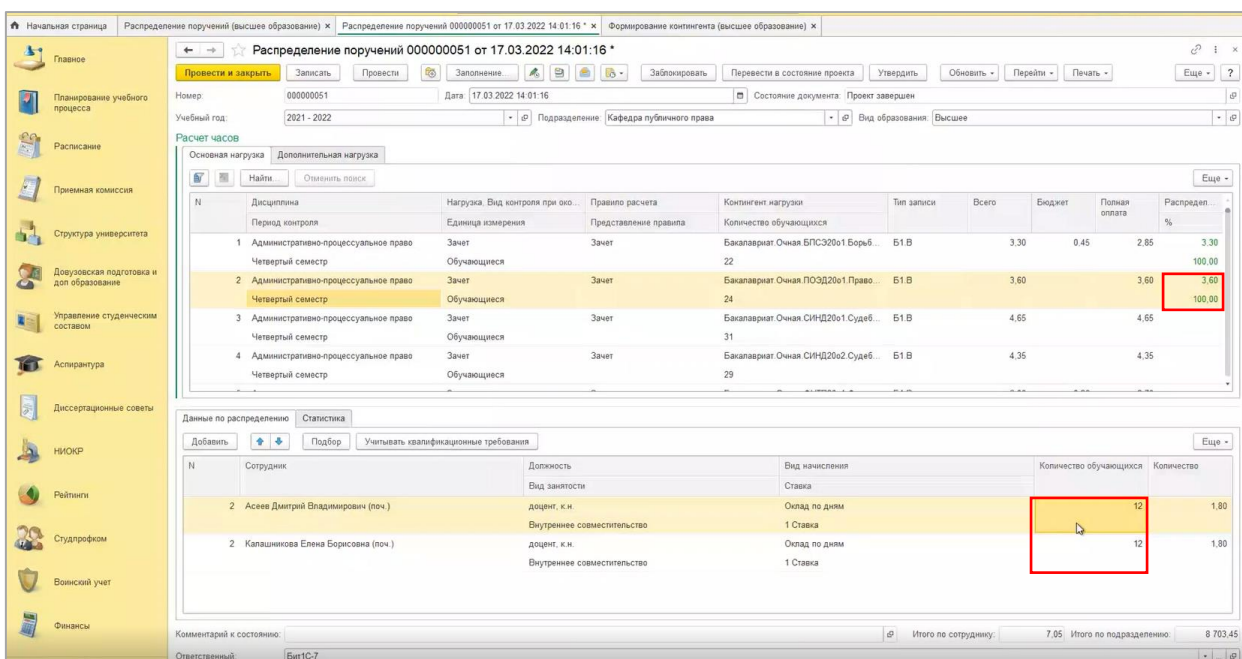 Начальная страница
Распределение поручений (высшее образование) ×
Распределение поручений 000000051 от 17.03.2022 14:01:16 * ×
Формирование контингента (высшее образование) ×
Главное
Планирование учебного
процесса
Расписание
Приемная комиссия
Структура университета
Довузовская подготовка и
доп образование
Управление студенческим
составом
Аспирантура
Диссертационные советы
НИОКР
Рейтинги
Студпрофком
Воинский учет
Финансы
Распределение поручений 000000051 от 17.03.2022 14:01:16 *
Провести и закрыть Записать Провести Заполнение... Заблокировать Перевести в состояние проекта Утвердить Обновить Перейти Печать Еще ?
Номер: 000000051 Дата: 17.03.2022 14:01:16 Состояние документа: Проект завершен
Учебный год: 2021 - 2022 Подразделение: Кафедра публичного права Вид образования: Высшее
Расчет часов
Основная нагрузка Дополнительная нагрузка
Найти... Отменить поиск Еще
N Дисциплина Нагрузка, Вид контроля при око... Правило расчета Контингент нагрузки Тип записи Всего Бюджет Полная оплата Распредел...
Период контроля Единица измерения Представление правила Количество обучающихся %
1 Административно-процессуальное право Зачет Зачет Бакалавриат.Очная.БПСЭ20о1.Борьб... Б1.В 3,30 0,45 2,85 3,30
Четвертый семестр Обучающиеся 22 100,00
2 Административно-процессуальное право Зачет Зачет Бакалавриат.Очная.ПОЭД20о1.Право... Б1.В 3,60 3,60 3,60
Четвертый семестр Обучающиеся 24 100,00
3 Административно-процессуальное право Зачет Зачет Бакалавриат.Очная.СИНД20о1.Судеб... Б1.В 4,65 4,65
Четвертый семестр Обучающиеся 31
4 Административно-процессуальное право Зачет Зачет Бакалавриат.Очная.СИНД20о2.Судеб... Б1.В 4,35 4,35
Четвертый семестр Обучающиеся 29
Данные по распределению Статистика
Добавить Подбор Учитывать квалификационные требования Еще
N Сотрудник Должность Вид начисления Количество обучающихся Количество
Вид занятости Ставка
2 Асеев Дмитрий Владимирович (поч.) доцент, к.н. Оклад по дням 12 1,80
Внутреннее совместительство 1 Ставка
2 Калашникова Елена Борисовна (поч.) доцент, к.н. Оклад по дням 12 1,80
Внутреннее совместительство 1 Ставка
Комментарий к состоянию: Итого по сотруднику: 7,05 Итого по подразделению: 8 703,45
Ответственный: Бит1С-7